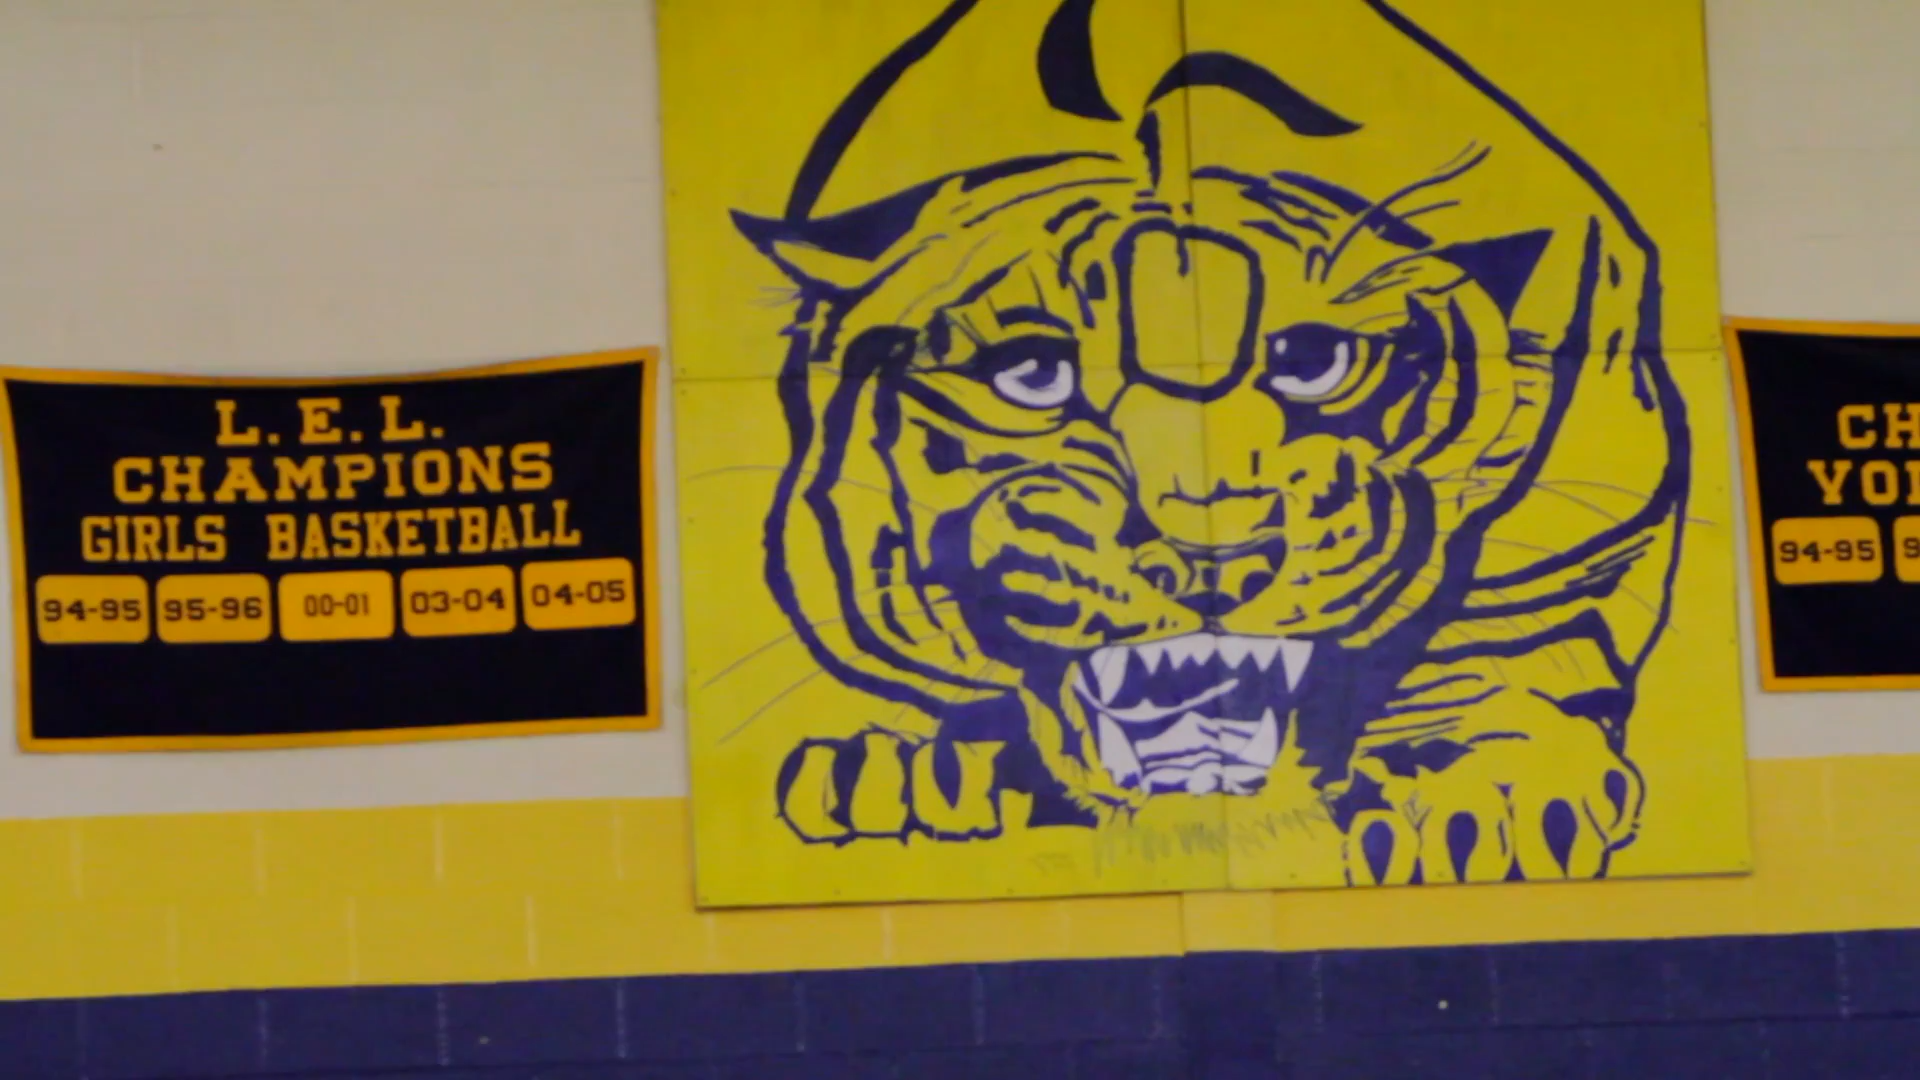 L.E.L.
CHAMPIONS
GIRLS BASKETBALL
94-95 95-96 00-01 03-04 04-05
94-95